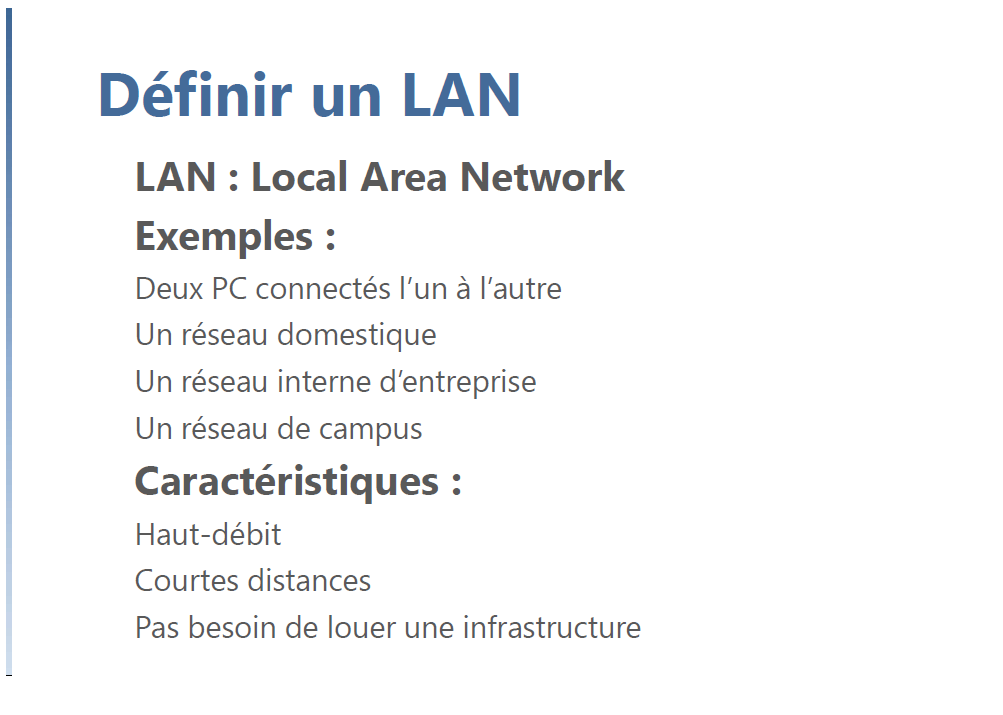 Définir un LAN
LAN : Local Area Network
Exemples :
Deux PC connectés l’un à l’autre
Un réseau domestique
Un réseau interne d’entreprise
Un réseau de campus
Caractéristiques :
Haut-débit
Courtes distances
Pas besoin de louer une infrastructure